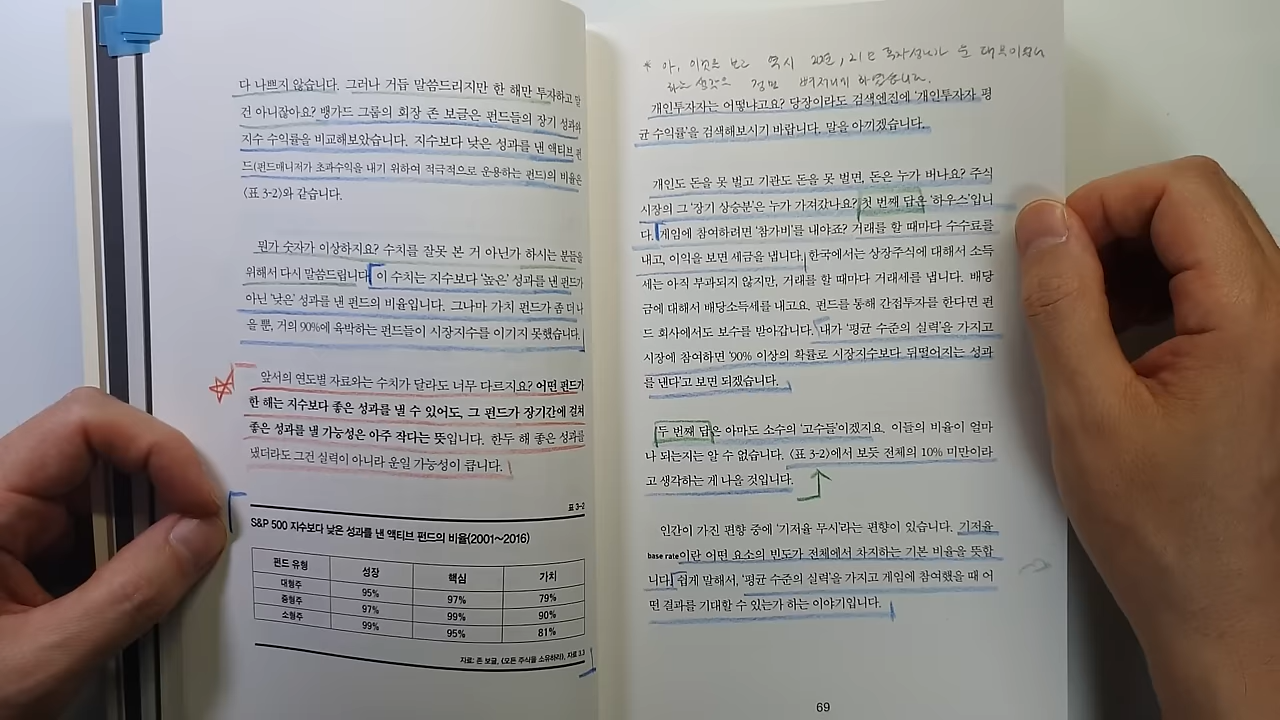 다 나쁘지 않습니다. 그러나 거듭 말씀드리지만 한 해만 투자하고 말
건 아니잖아요? 뱅가드 그룹의 회장 존 보글은 펀드들의 장기 성과와
지수 수익률을 비교해보았습니다. 지수보다 낮은 성과를 낸 액티브 펀
드(펀드매니저가 초과수익을 내기 위하여 적극적으로 운용하는 펀드)의 비율은
〈표 3-2〉와 같습니다.
뭔가 숫자가 이상하지요? 수치를 잘못 본 거 아닌가 하시는 분들을
위해서 다시 말씀드립니다. 이 수치는 지수보다 '높은' 성과를 낸 펀드가
아닌 '낮은' 성과를 낸 펀드의 비율입니다. 그나마 가치 펀드가 좀 더 나
을 뿐, 거의 90%에 육박하는 펀드들이 시장지수를 이기지 못했습니다.
앞서의 연도별 자료와는 수치가 달라도 너무 다르지요? 어떤 펀드가
한 해는 지수보다 좋은 성과를 낼 수 있어도, 그 펀드가 장기간에 걸쳐
좋은 성과를 낼 가능성은 아주 작다는 뜻입니다. 한두 해 좋은 성과를
냈더라도 그건 실력이 아니라 운일 가능성이 큽니다.
표 3-2
S&P 500 지수보다 낮은 성과를 낸 액티브 펀드의 비율(2001~2016)
펀드 유형 성장 핵심 가치
대형주 95% 97% 79%
중형주 97% 99% 90%
소형주 99% 95% 81%
자료: 존 보글, 《모든 주식을 소유하라》, 자료 3.3
* 아, 이것을 보고 역시 20년, 21년
개인투자자는 어떻냐고요? 당장이라도 검색엔진에 '개인투자자 평
균 수익률'을 검색해보시기 바랍니다. 말을 아끼겠습니다.
개인도 돈을 못 벌고 기관도 돈을 못 벌면, 돈은 누가 버나요? 주식
시장의 그 '장기 상승분'은 누가 가져갔나요? 첫 번째 답은 '하우스'입니
다. 게임에 참여하려면 '참가비'를 내야죠? 거래를 할 때마다 수수료를
내고, 이익을 보면 세금을 냅니다. 한국에서는 상장주식에 대해서 소득
세는 아직 부과되지 않지만, 거래를 할 때마다 거래세를 냅니다. 배당
금에 대해서 배당소득세를 내고요. 펀드를 통해 간접투자를 한다면 펀
드 회사에서도 보수를 받아갑니다. 내가 '평균 수준의 실력'을 가지고
시장에 참여하면 '90% 이상의 확률로 시장지수보다 뒤떨어지는 성과
를 낸다'고 보면 되겠습니다.
두 번째 답은 아마도 소수의 '고수들'이겠지요. 이들의 비율이 얼마
나 되는지는 알 수 없습니다. 〈표 3-2〉에서 보듯 전체의 10% 미만이라
고 생각하는 게 나을 것입니다.
인간이 가진 편향 중에 '기저율 무시'라는 편향이 있습니다. 기저율
base rate이란 어떤 요소의 빈도가 전체에서 차지하는 기본 비율을 뜻합
니다. 쉽게 말해서, '평균 수준의 실력'을 가지고 게임에 참여했을 때 어
떤 결과를 기대할 수 있는가 하는 이야기입니다.
69